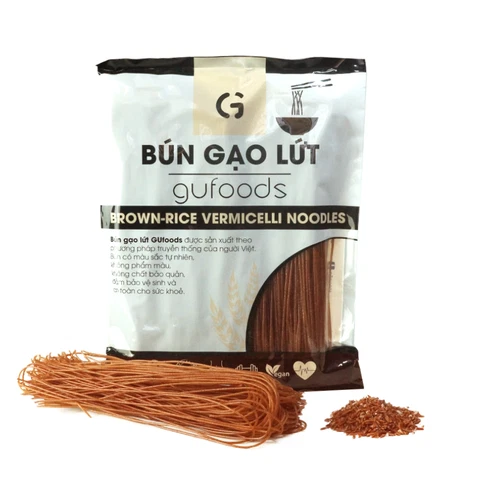 G
BÚN GẠO LỨT
gufoods
BROWN-RICE VERMICELLI NOODLES
Bún gạo lứt GUfoods được sản xuất theo
phương pháp truyền thống của người Việt.
Bún có màu sắc tự nhiên,
không phẩm màu,
không chất bảo quản,
đảm bảo vệ sinh và
an toàn cho sức khoẻ.
Vegan